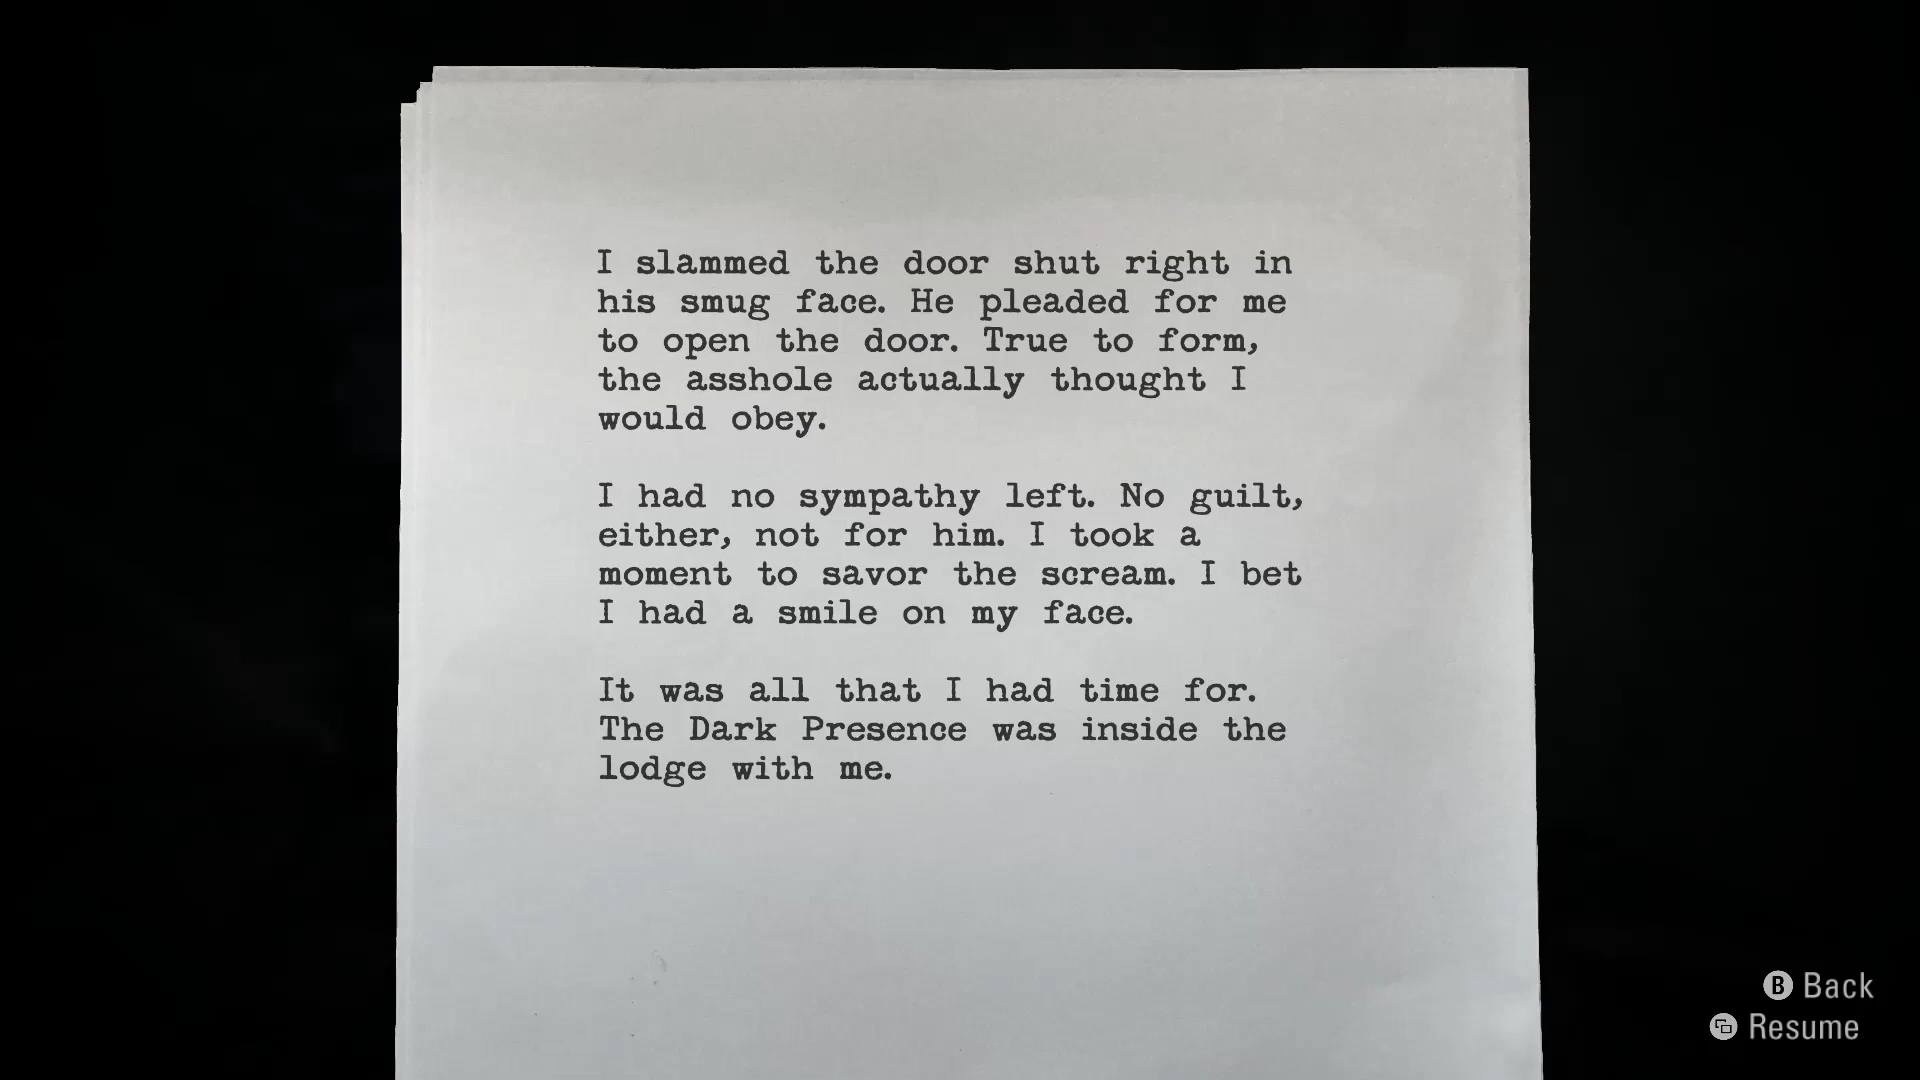 I slammed the door shut right in
his smug face. He pleaded for me
to open the door. True to form,
the asshole actually thought I
would obey.
I had no sympathy left. No guilt,
either, not for him. I took a
moment to savor the scream. I bet
I had a smile on my face.
It was all that I had time for.
The Dark Presence was inside the
lodge with me.
B Back
Resume